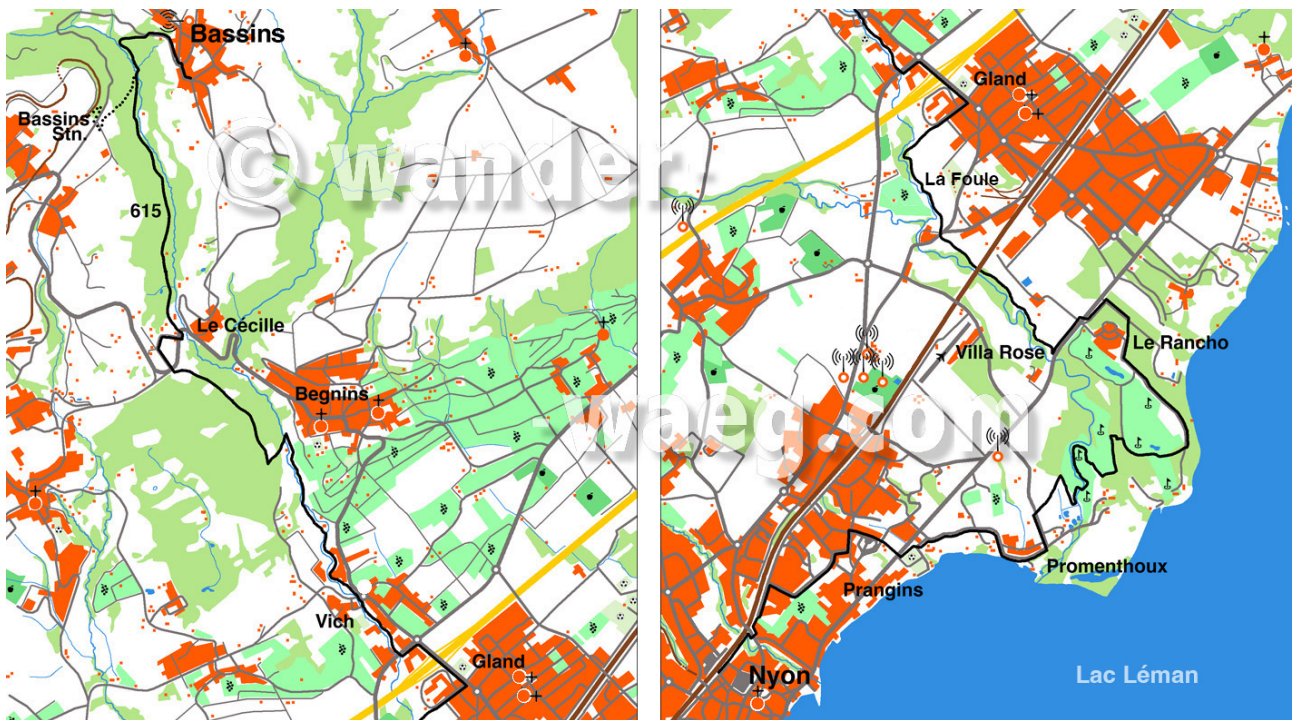 Bassins
Bassins
Stn.
615
Le Cécille
Begnins
Vich
Gland
© wander-
Gland
La Foule
Villa Rose
Le Rancho
-waeg.com
Promenthoux
Prangins
Nyon
Lac Léman